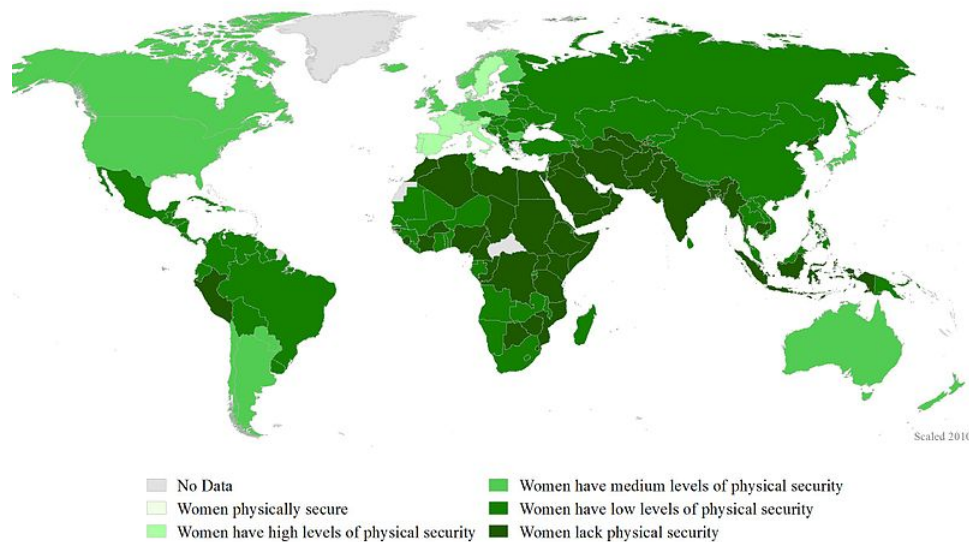 Scaled 2010
No Data
Women physically secure
Women have high levels of physical security
Women have medium levels of physical security
Women have low levels of physical security
Women lack physical security